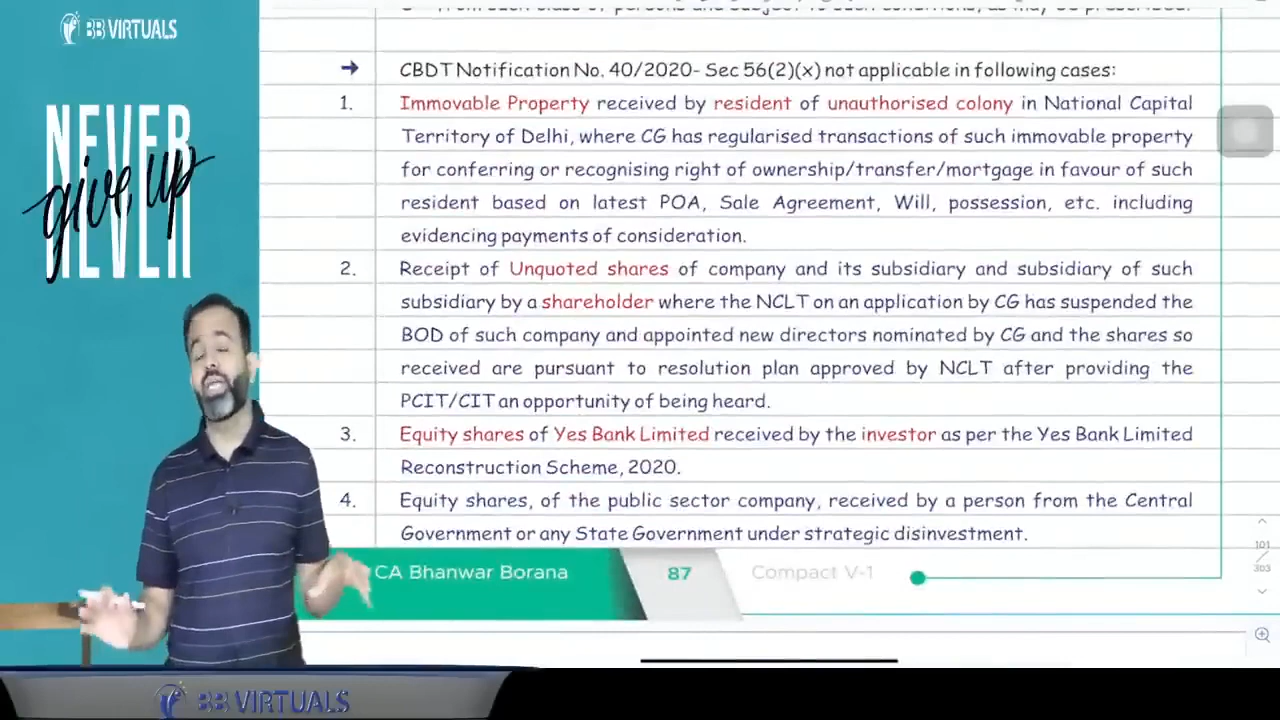 BB VIRTUALS
NEVER
give up
NEVER
→ CBDT Notification No. 40/2020- Sec 56(2)(x) not applicable in following cases:
1. Immovable Property received by resident of unauthorised colony in National Capital
Territory of Delhi, where CG has regularised transactions of such immovable property
for conferring or recognising right of ownership/transfer/mortgage in favour of such
resident based on latest POA, Sale Agreement, Will, possession, etc. including
evidencing payments of consideration.
2. Receipt of Unquoted shares of company and its subsidiary and subsidiary of such
subsidiary by a shareholder where the NCLT on an application by CG has suspended the
BOD of such company and appointed new directors nominated by CG and the shares so
received are pursuant to resolution plan approved by NCLT after providing the
PCIT/CIT an opportunity of being heard.
3. Equity shares of Yes Bank Limited received by the investor as per the Yes Bank Limited
Reconstruction Scheme, 2020.
4. Equity shares, of the public sector company, received by a person from the Central
Government or any State Government under strategic disinvestment.
101
303
CA Bhanwar Borana 87 Compact V-1
BB VIRTUALS